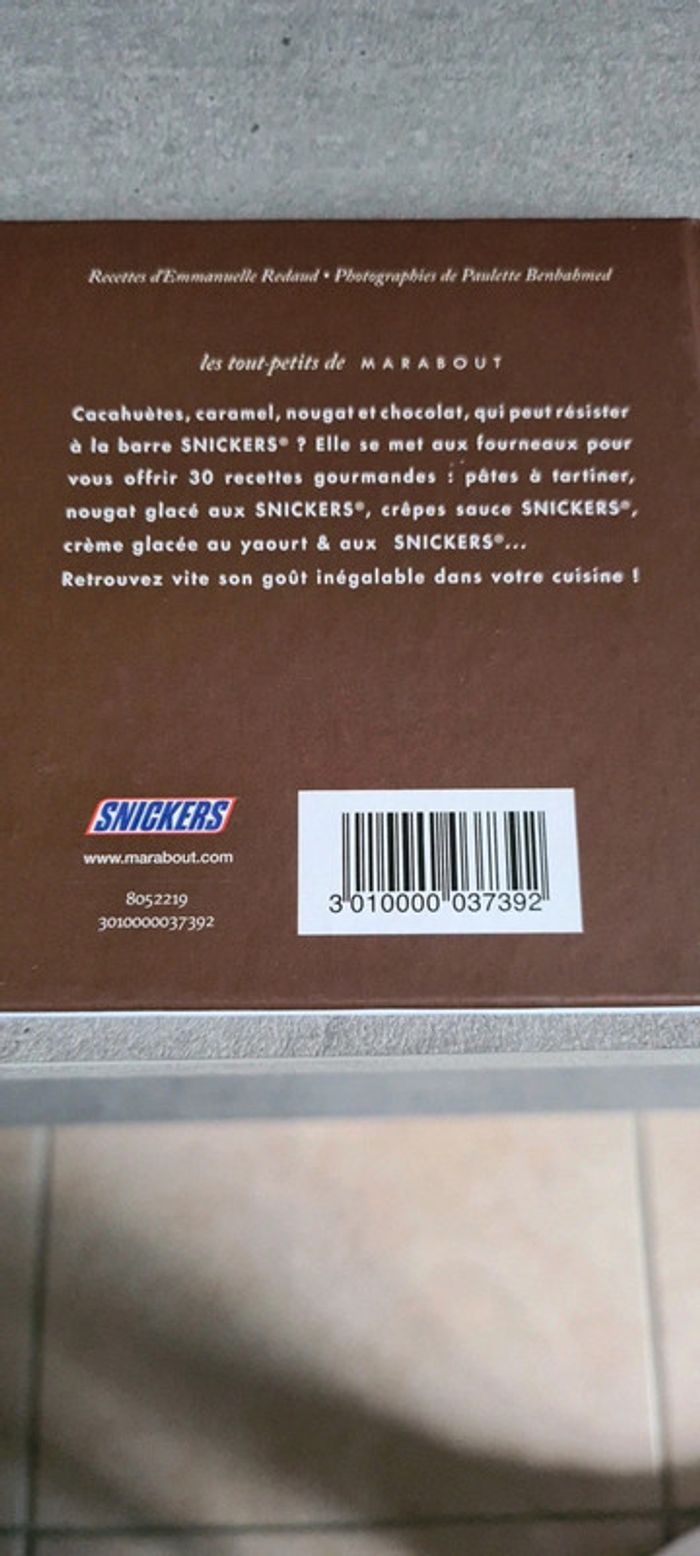 Recettes d'Emmanuelle Redaud • Photographies de Paulette Benbahmed
les tout-petits de MARABOUT
Cacahuètes, caramel, nougat et chocolat, qui peut résister
à la barre SNICKERS® ? Elle se met aux fourneaux pour
vous offrir 30 recettes gourmandes : pâtes à tartiner,
nougat glacé aux SNICKERS®, crêpes sauce SNICKERS®,
crème glacée au yaourt & aux SNICKERS®...
Retrouvez vite son goût inégalable dans votre cuisine !
SNICKERS
www.marabout.com
8052219
3010000037392
3 010000 037392